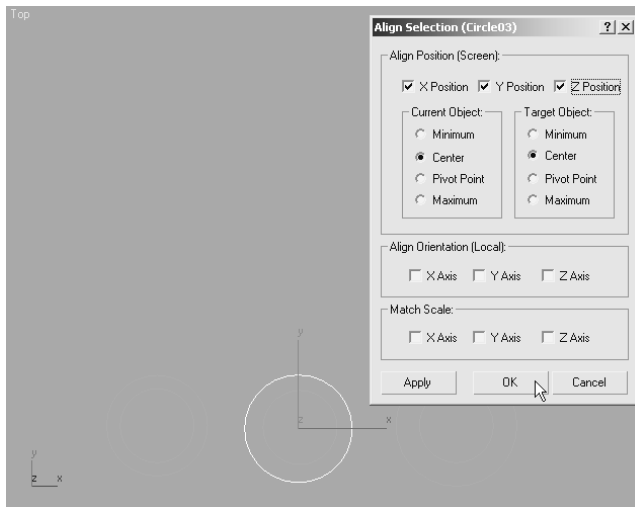 Top
Align Selection (Circle03)
? ×
Align Position (Screen):
X Position Y Position Z Position
Current Object: Target Object:
Minimum Minimum
Center Center
Pivot Point Pivot Point
Maximum Maximum
Align Orientation (Local):
X Axis Y Axis Z Axis
Match Scale:
X Axis Y Axis Z Axis
Apply OK Cancel
y
z x
y
z x